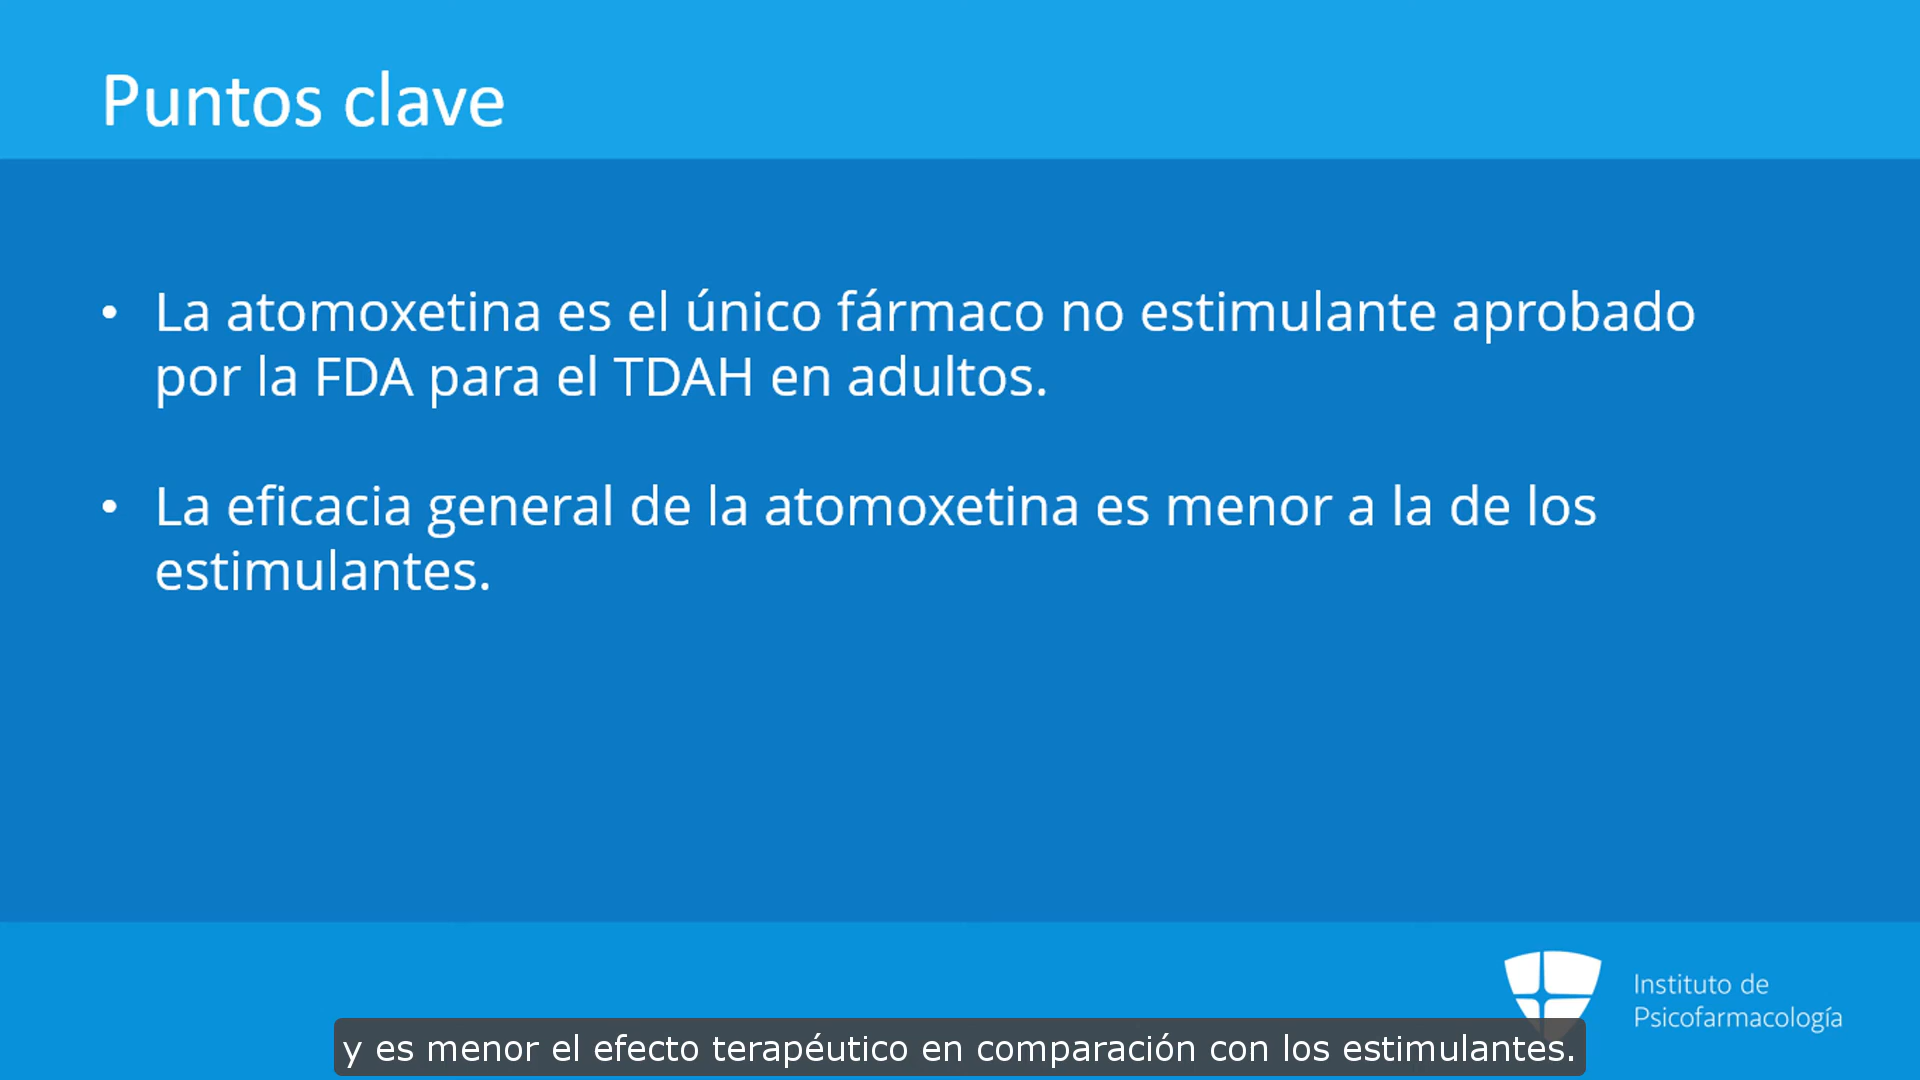 Puntos clave
• La atomoxetina es el único fármaco no estimulante aprobado
por la FDA para el TDAH en adultos.
• La eficacia general de la atomoxetina es menor a la de los
estimulantes.
Instituto de
Psicofarmacología
y es menor el efecto terapéutico en comparación con los estimulantes.